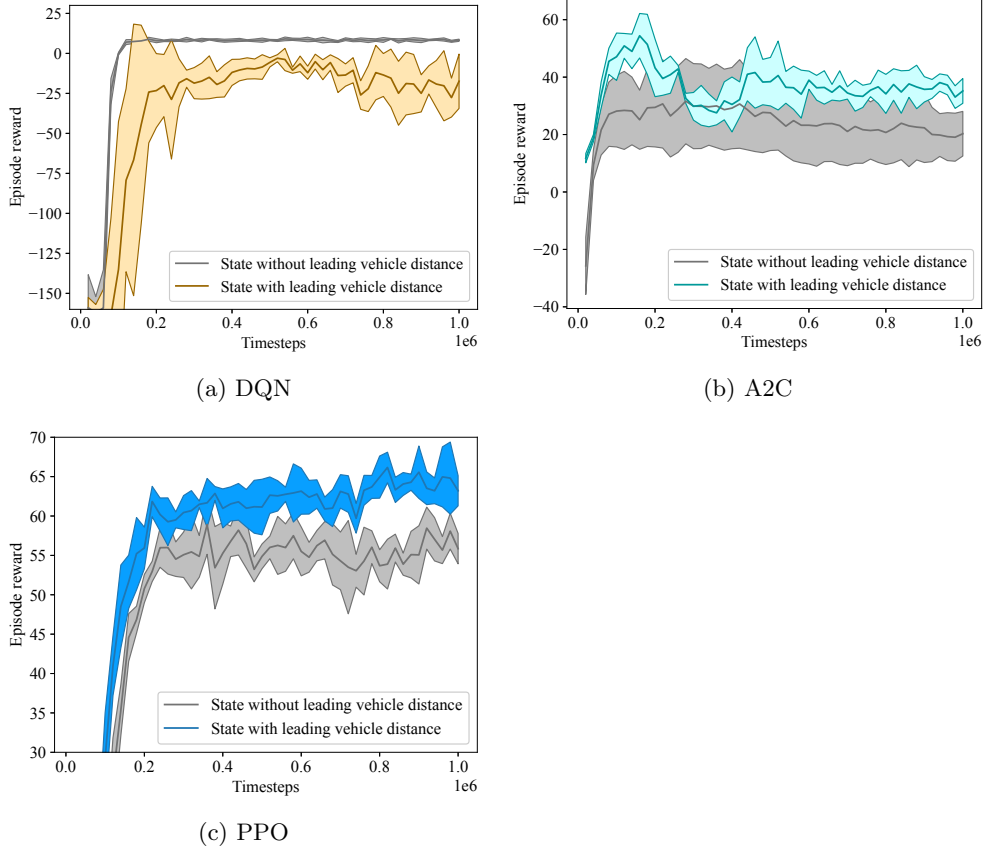 25
0
−25
−50
−75
−100
−125
−150
Episode reward
State without leading vehicle distance
State with leading vehicle distance
0.0 0.2 0.4 0.6 0.8 1.0
Timesteps 1e6
(a) DQN
60
40
20
0
−20
−40
Episode reward
State without leading vehicle distance
State with leading vehicle distance
0.0 0.2 0.4 0.6 0.8 1.0
Timesteps 1e6
(b) A2C
70
65
60
55
50
45
40
35
30
Episode reward
State without leading vehicle distance
State with leading vehicle distance
0.0 0.2 0.4 0.6 0.8 1.0
Timesteps 1e6
(c) PPO